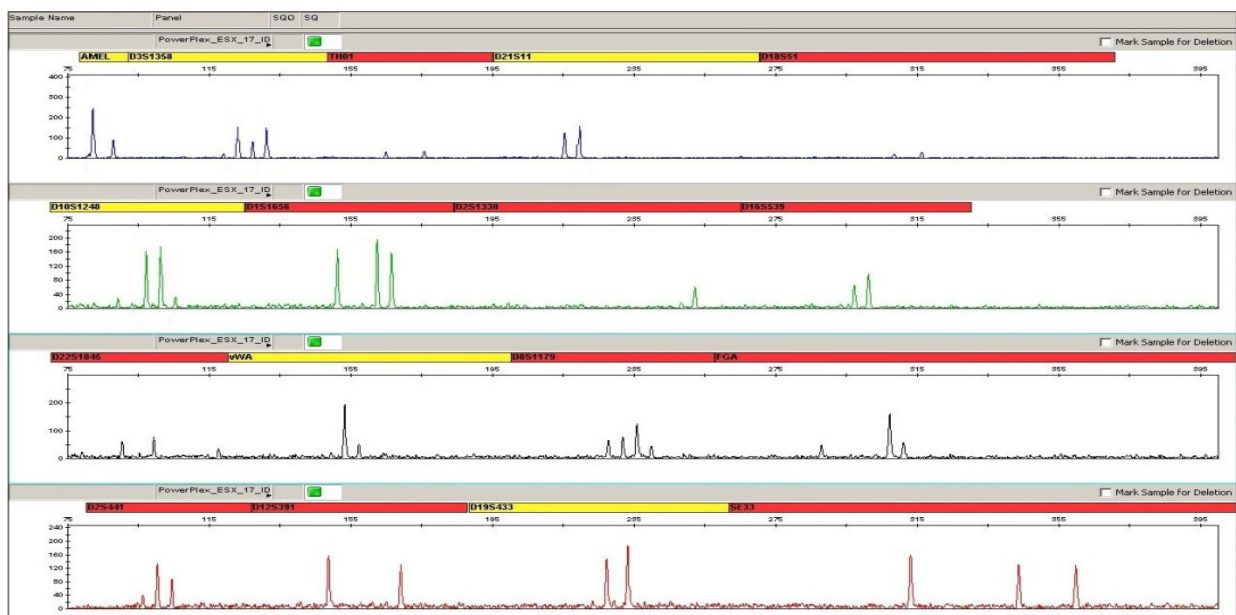 Sample Name Panel SQO SQ
PowerPlex_ESX_17_ID Mark Sample for Deletion
AMEL D3S1358 TH01 D21S11 D18S51
75 115 155 195 235 275 315 355 395
400
300
200
100
0
PowerPlex_ESX_17_ID Mark Sample for Deletion
D10S1248 D1S1656 D2S1338 D16S539
75 115 155 195 235 275 315 355 395
200
160
120
80
40
0
PowerPlex_ESX_17_ID Mark Sample for Deletion
D22S1045 vWA D8S1179 FGA
75 115 155 195 235 275 315 355 395
200
100
0
PowerPlex_ESX_17_ID Mark Sample for Deletion
D2S441 D12S391 D19S433 SE33
75 115 155 195 235 275 315 355 395
240
200
160
120
80
40
0